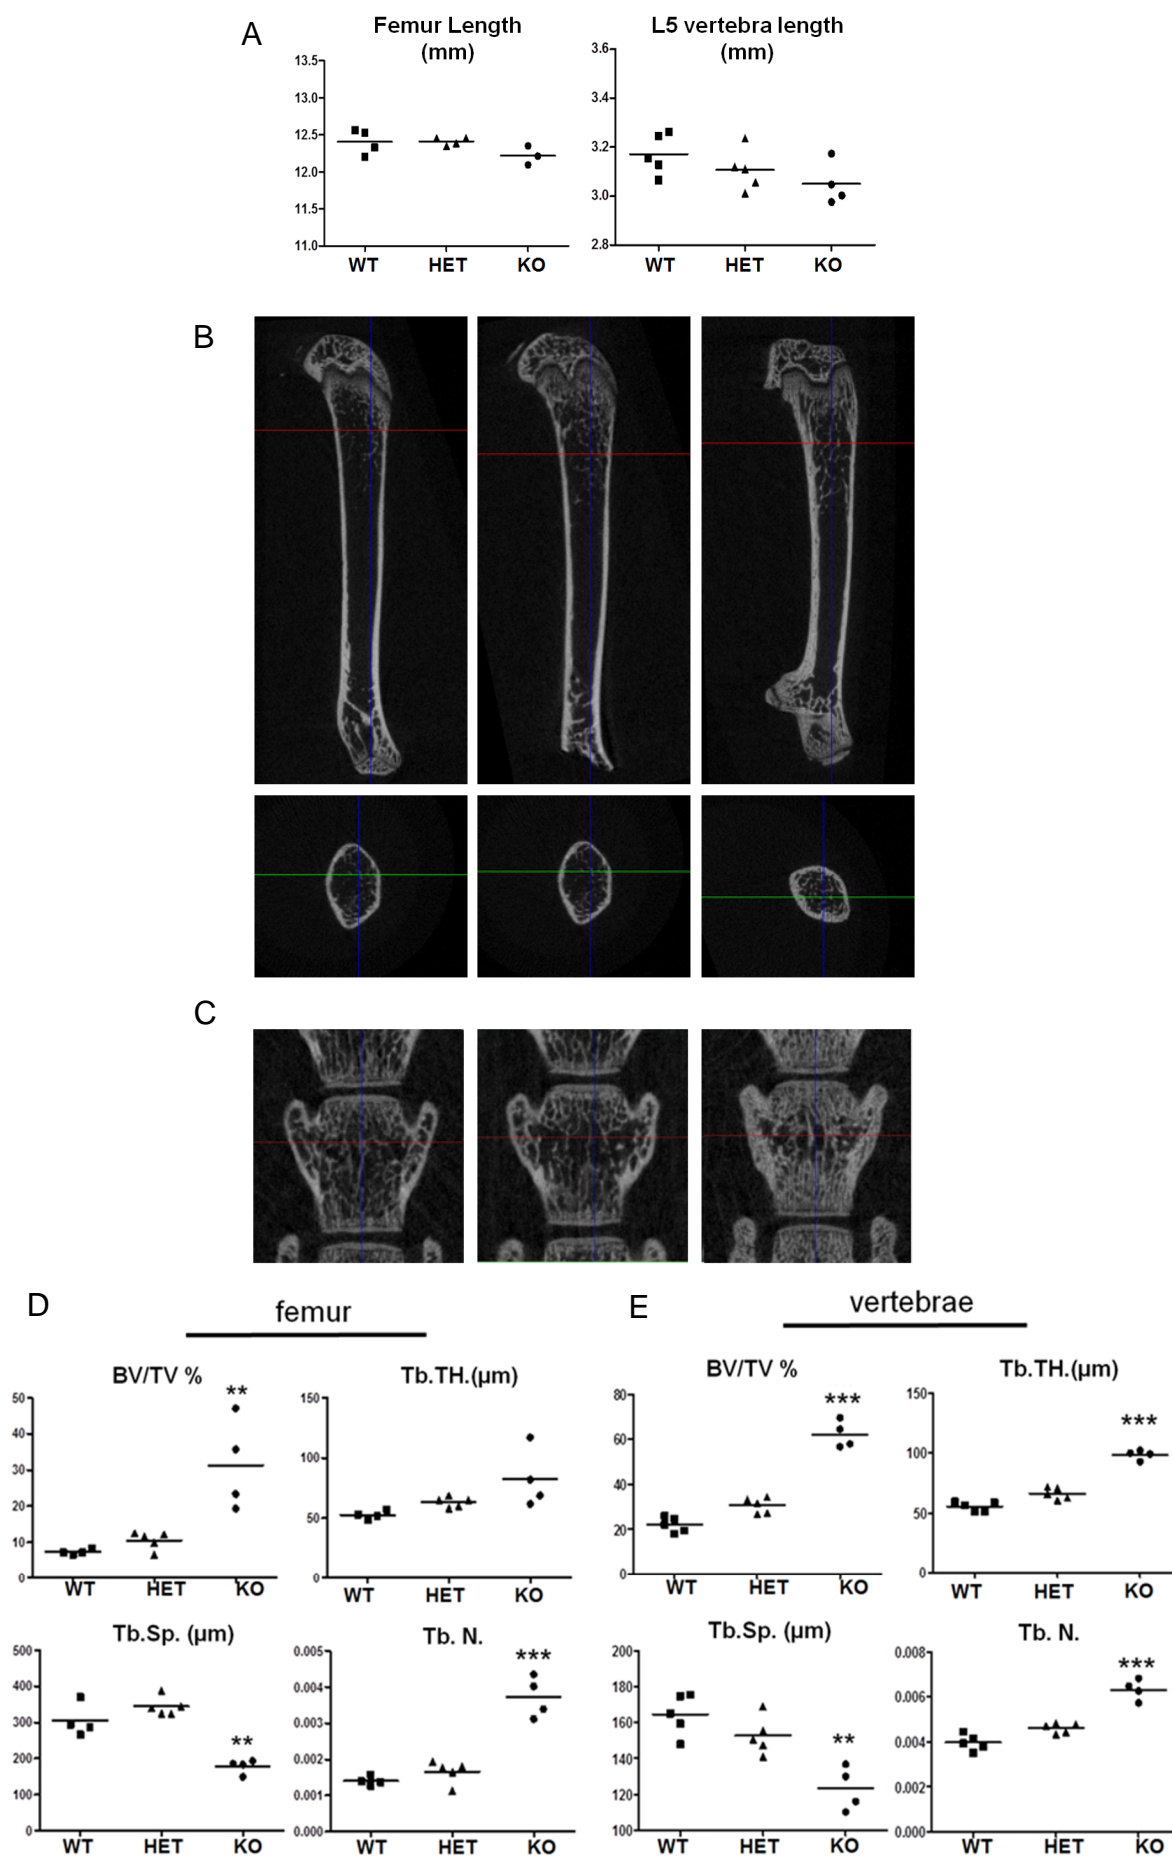 A
Femur Length
(mm)
13.5
13.0
12.5
12.0
11.5
11.0
WT HET KO
L5 vertebra length
(mm)
3.6
3.4
3.2
3.0
2.8
WT HET KO
B
C
D
femur
BV/TV %
50
40
30
20
10
0
**
WT HET KO
Tb.TH.(µm)
150
100
50
0
WT HET KO
Tb.Sp. (µm)
500
400
300
200
100
0
**
WT HET KO
Tb. N.
0.005
0.004
0.003
0.002
0.001
0.000
***
WT HET KO
E
vertebrae
BV/TV %
80
60
40
20
0
***
WT HET KO
Tb.TH.(µm)
150
100
50
0
***
WT HET KO
Tb.Sp. (µm)
200
180
160
140
120
100
**
WT HET KO
Tb. N.
0.008
0.006
0.004
0.002
0.000
***
WT HET KO